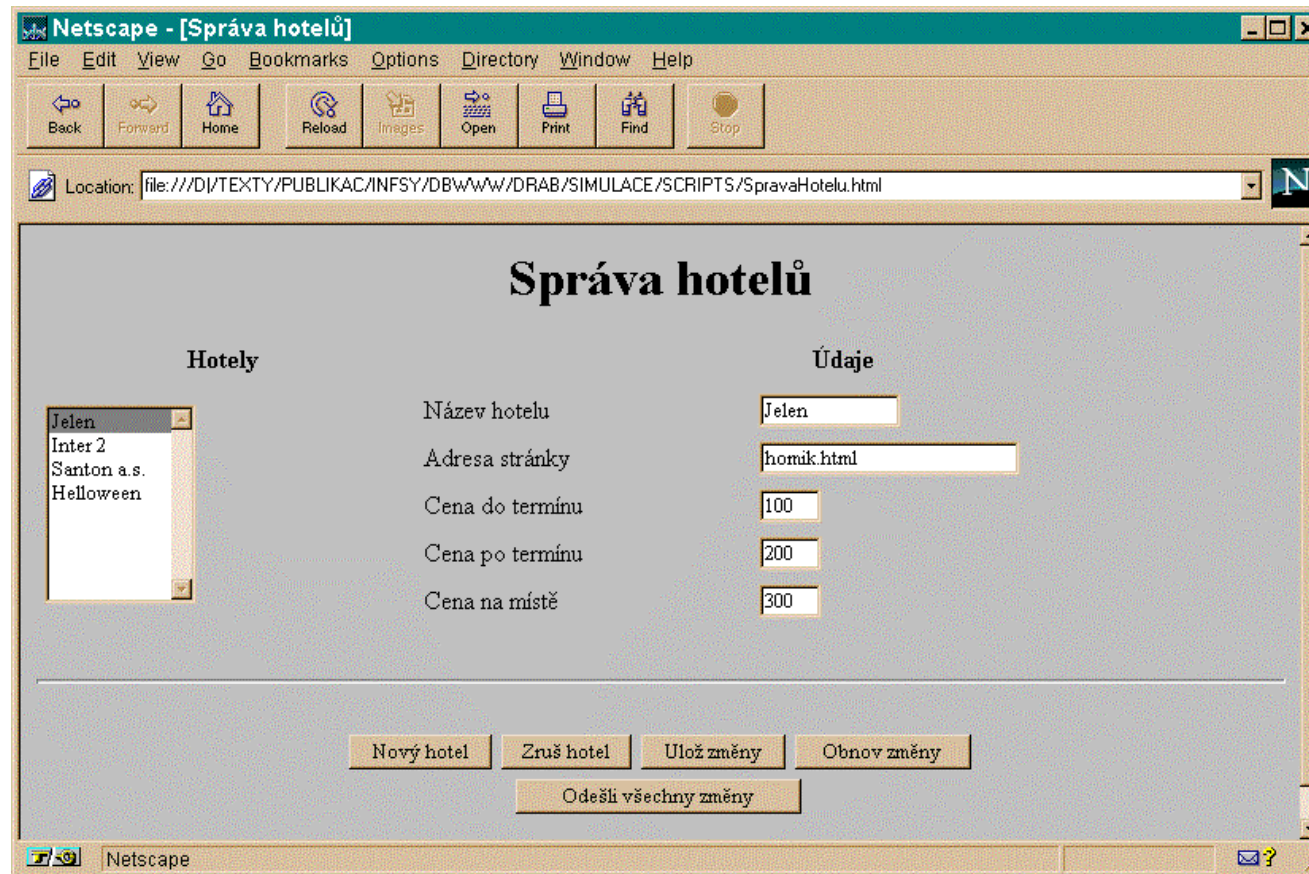 Netscape - [Správa hotelů]
File Edit View Go Bookmarks Options Directory Window Help
Back Forward Home Reload Images Open Print Find Stop
Location: file:///D|/TEXTY/PUBLIKAC/INFSY/DBWWW/DRAB/SIMULACE/SCRIPTS/SpravaHotelu.html
N
Správa hotelů
Hotely
Údaje
Jelen
Inter 2
Santon a.s.
Helloween
Název hotelu Jelen
Adresa stránky homik.html
Cena do termínu 100
Cena po termínu 200
Cena na místě 300
Nový hotel Zruš hotel Ulož změny Obnov změny
Odešli všechny změny
Netscape